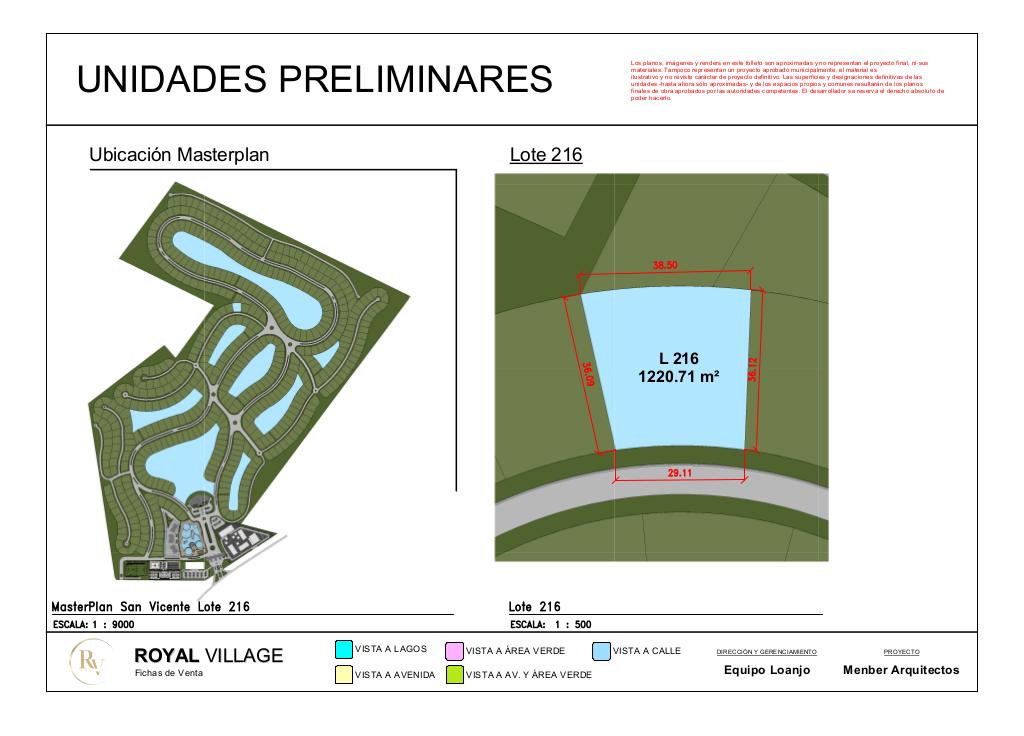 UNIDADES PRELIMINARES
Los planos, imágenes y renders en este folleto son aproximadas y no representan el proyecto final, ni sus
materiales. Tampoco representan un proyecto aprobado municipalmente, el material es
ilustrativo y no reviste carácter de proyecto definitivo. Las superficies y designaciones definitivas de las
unidades -hasta ahora sólo aproximadas- y de los espacios propios y comunes resultarán de los planos
finales de obra aprobados por las autoridades competentes. El desarrollador se reserva el derecho absoluto de
poder hacerlo.
Ubicación Masterplan
Lote 216
38.50
36.09
L 216
1220.71 m²
36.12
29.11
MasterPlan San Vicente Lote 216
ESCALA: 1 : 9000
Lote 216
ESCALA: 1 : 500
RV
ROYAL VILLAGE
Fichas de Venta
VISTA A LAGOS
VISTA A ÁREA VERDE
VISTA A CALLE
VISTA A AVENIDA
VISTA A AV. Y ÁREA VERDE
DIRECCIÓN Y GERENCIAMIENTO
Equipo Loanjo
PROYECTO
Menber Arquitectos